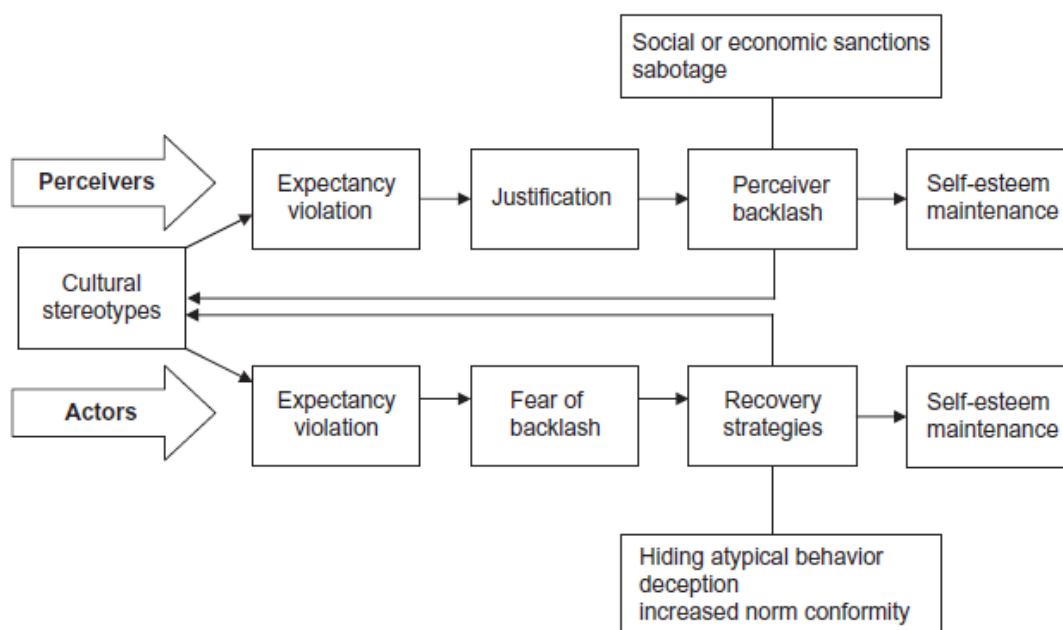 Social or economic sanctions
sabotage
Perceivers
Expectancy
violation
Justification
Perceiver
backlash
Self-esteem
maintenance
Cultural
stereotypes
Actors
Expectancy
violation
Fear of
backlash
Recovery
strategies
Self-esteem
maintenance
Hiding atypical behavior
deception
increased norm conformity